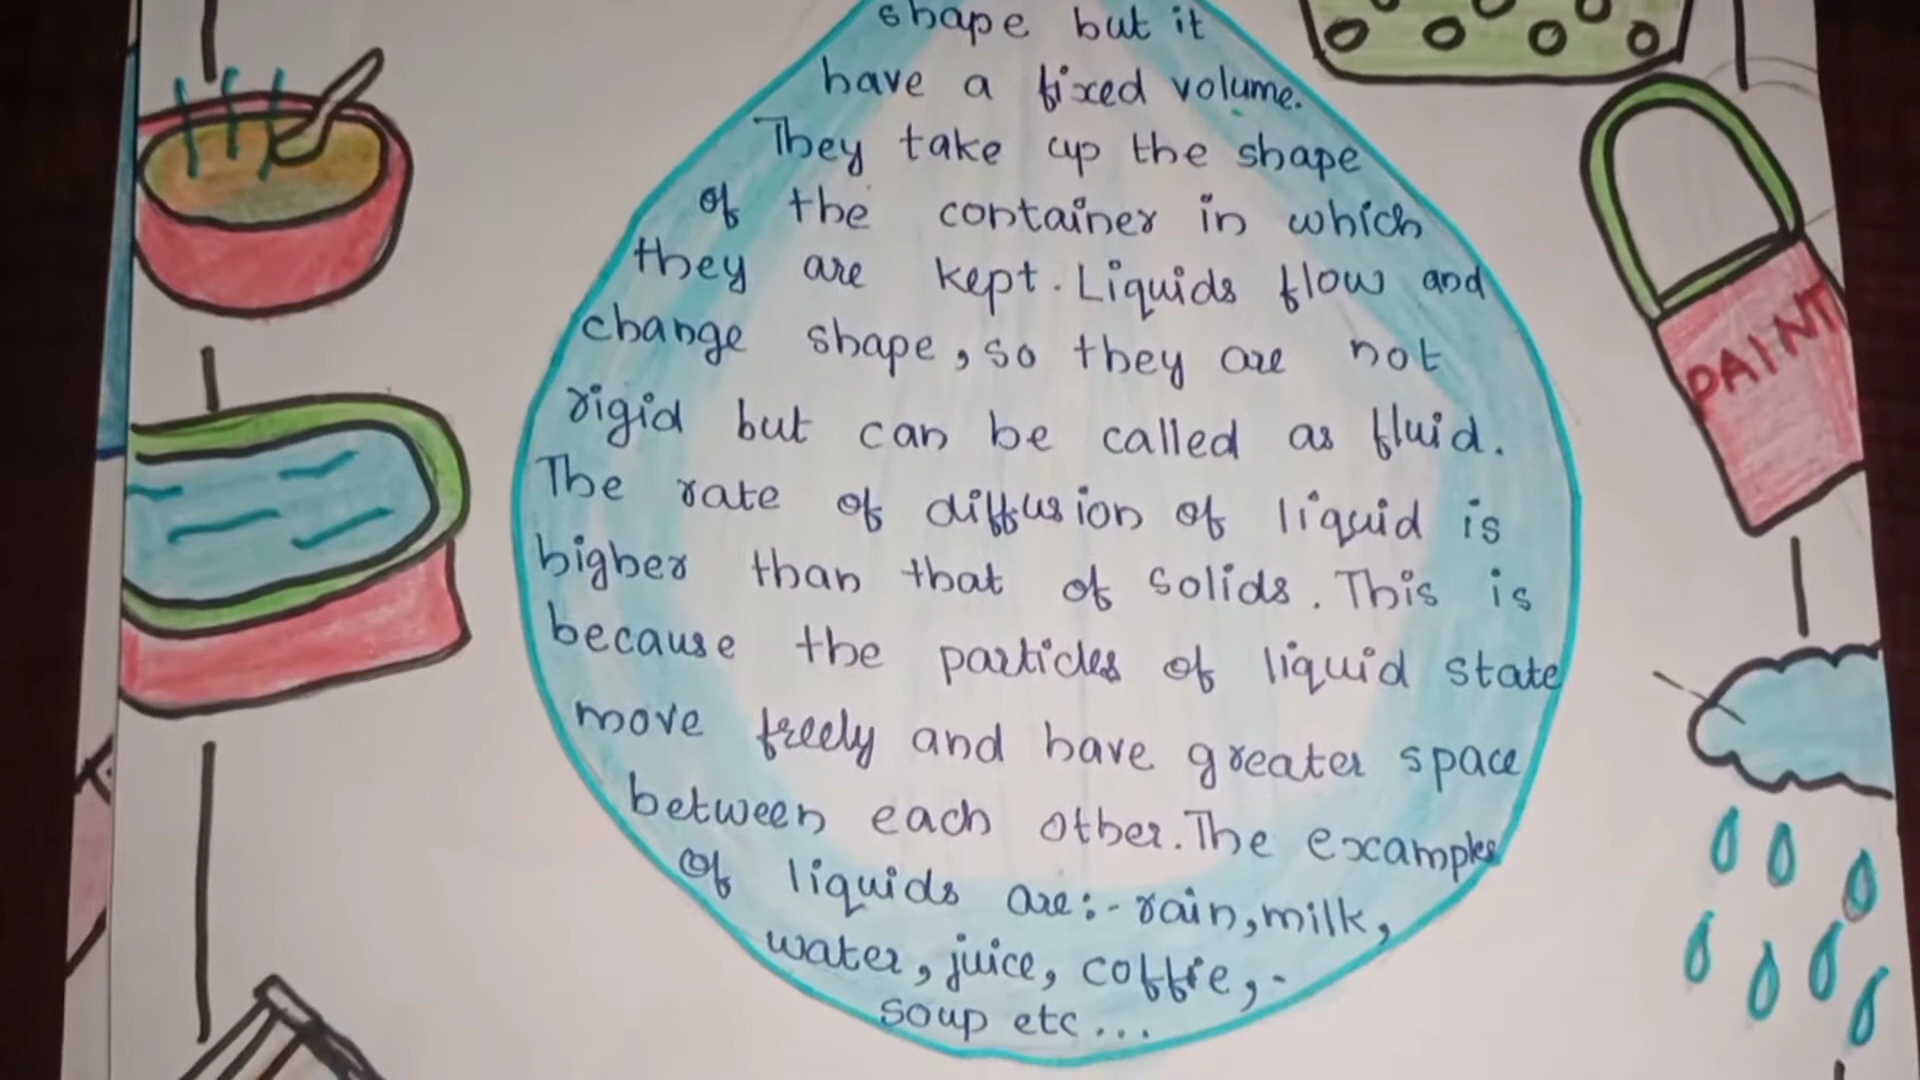 shape but it
have a fixed volume.
They take up the shape
of the container in which
they are kept. Liquids flow and
change shape, so they are not
rigid but can be called as fluid.
The rate of diffusion of liquid is
higher than that of solids. This is
because the particles of liquid state
move freely and have greater space
between each other. The examples
of liquids are:- rain, milk,
water, juice, coffie, -
soup etc...
PAINT